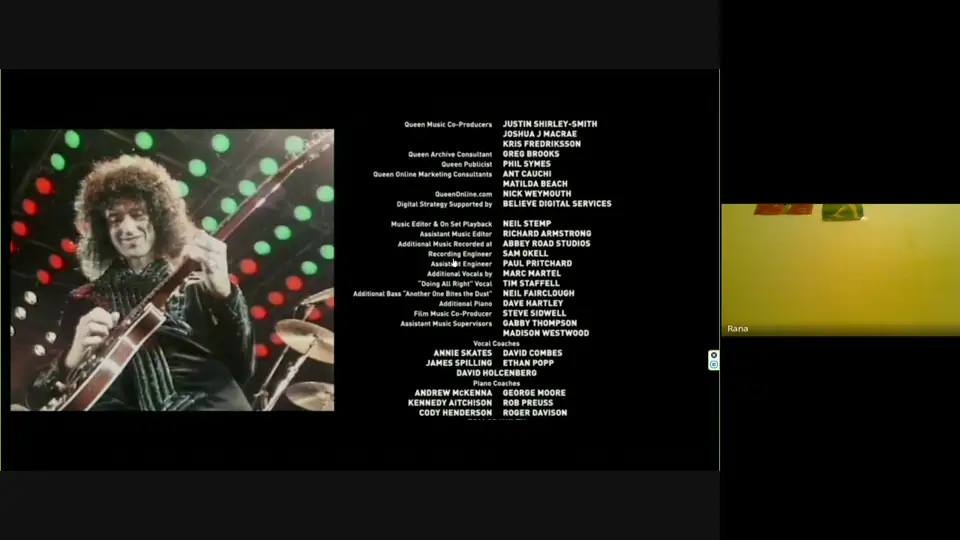 Queen Music Co-Producers JUSTIN SHIRLEY-SMITH
JOSHUA J MACRAE
KRIS FREDRIKSSON
Queen Archive Consultant GREG BROOKS
Queen Publicist PHIL SYMES
Queen Online Marketing Consultants ANT CAUCHI
MATILDA BEACH
QueenOnline.com NICK WEYMOUTH
Digital Strategy Supported by BELIEVE DIGITAL SERVICES
Music Editor & On Set Playback NEIL STEMP
Assistant Music Editor RICHARD ARMSTRONG
Additional Music Recorded at ABBEY ROAD STUDIOS
Recording Engineer SAM OKELL
Assistant Engineer PAUL PRITCHARD
Additional Vocals by MARC MARTEL
"Doing All Right" Vocal TIM STAFFELL
Additional Bass "Another One Bites the Dust" NEIL FAIRCLOUGH
Additional Piano DAVE HARTLEY
Film Music Co-Producer STEVE SIDWELL
Assistant Music Supervisors GABBY THOMPSON
MADISON WESTWOOD
Vocal Coaches
ANNIE SKATES DAVID COMBES
JAMES SPILLING ETHAN POPP
DAVID HOLCENBERG
Piano Coaches
ANDREW McKENNA GEORGE MOORE
KENNEDY AITCHISON ROB PREUSS
CODY HENDERSON ROGER DAVISON
Rana